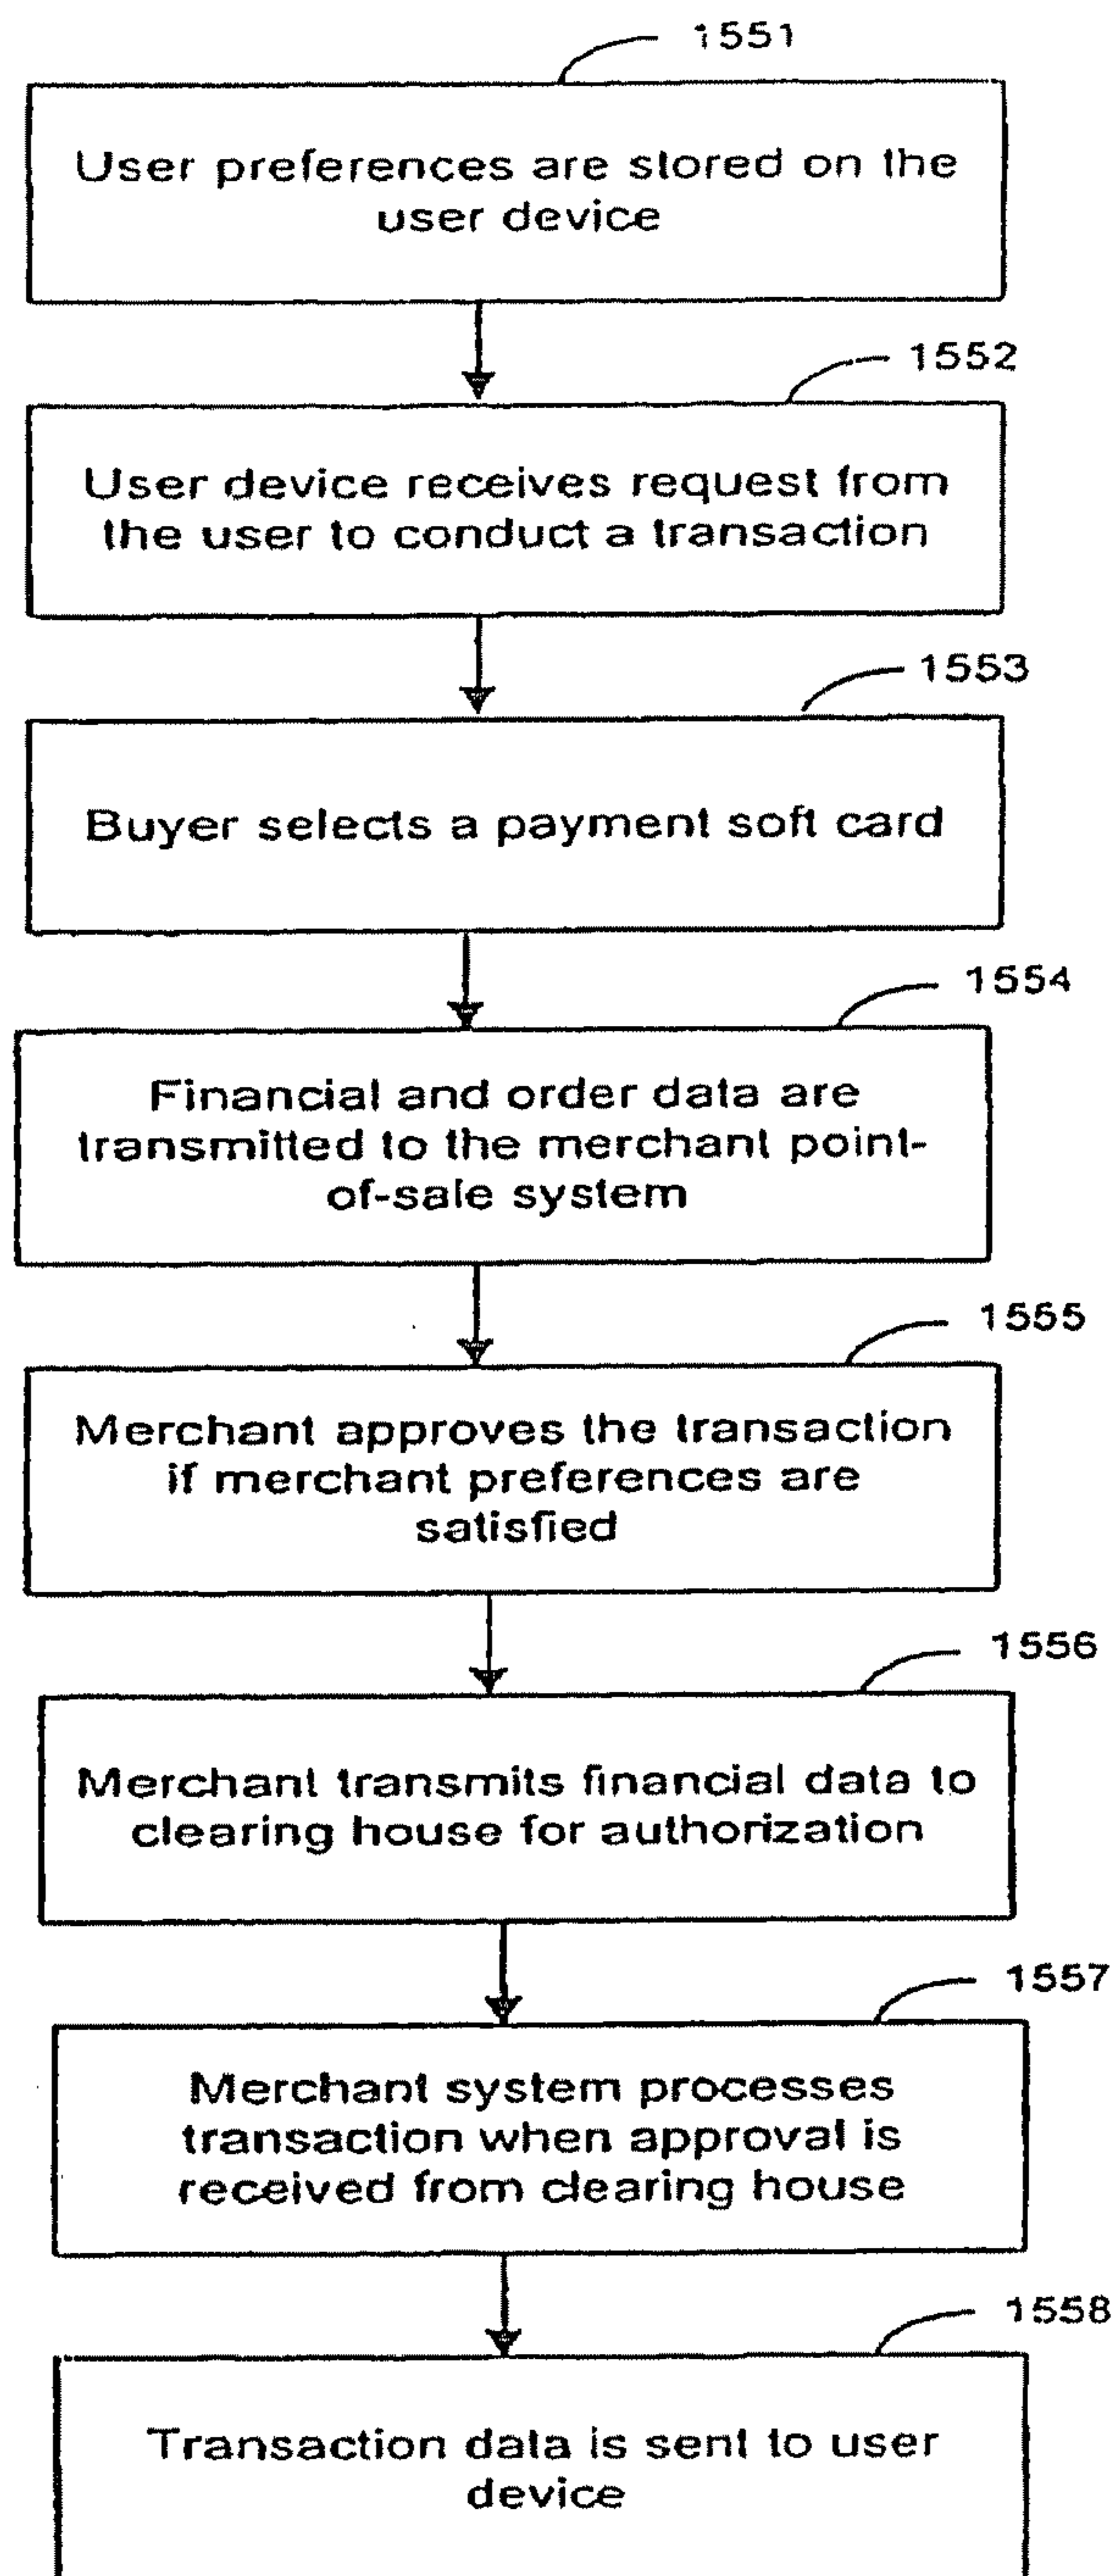 1551
User preferences are stored on the
user device
1552
User device receives request from
the user to conduct a transaction
1553
Buyer selects a payment soft card
1554
Financial and order data are
transmitted to the merchant point-
of-sale system
1555
Merchant approves the transaction
if merchant preferences are
satisfied
1556
Merchant transmits financial data to
clearing house for authorization
1557
Merchant system processes
transaction when approval is
received from clearing house
1558
Transaction data is sent to user
device